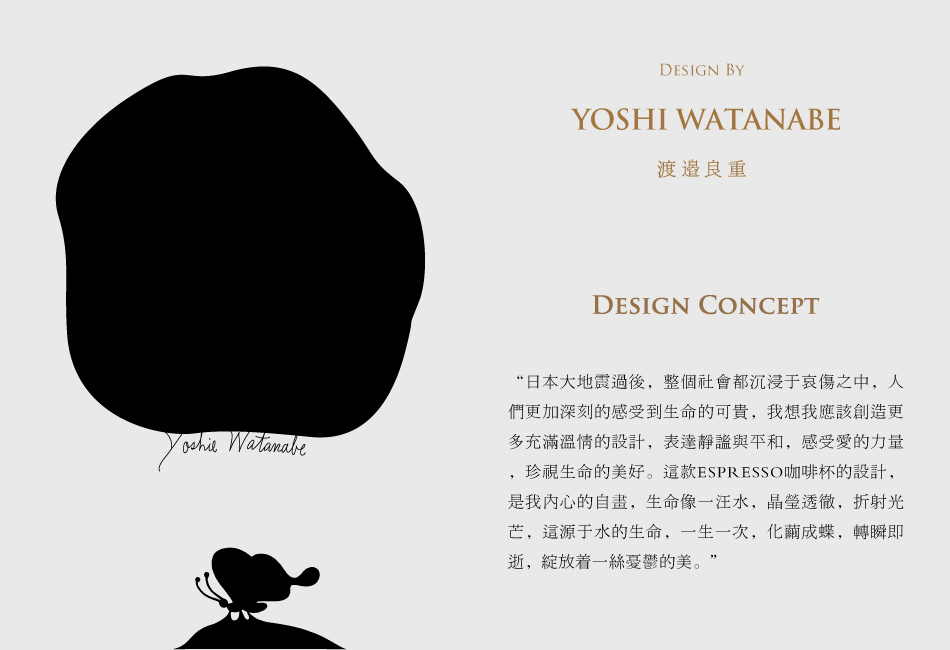 DESIGN BY
YOSHI WATANABE
渡邉良重
DESIGN CONCEPT
“日本大地震過後，整個社會都沉浸于哀傷之中，人
們更加深刻的感受到生命的可貴，我想我應該創造更
多充滿溫情的設計，表達靜謐與平和，感受愛的力量
，珍視生命的美好。這款ESPRESSO咖啡杯的設計，
是我內心的自畫，生命像一汪水，晶瑩透徹，折射光
芒，這源于水的生命，一生一次，化繭成蝶，轉瞬即
逝，綻放着一絲憂鬱的美。”
Yoshie Watanabe